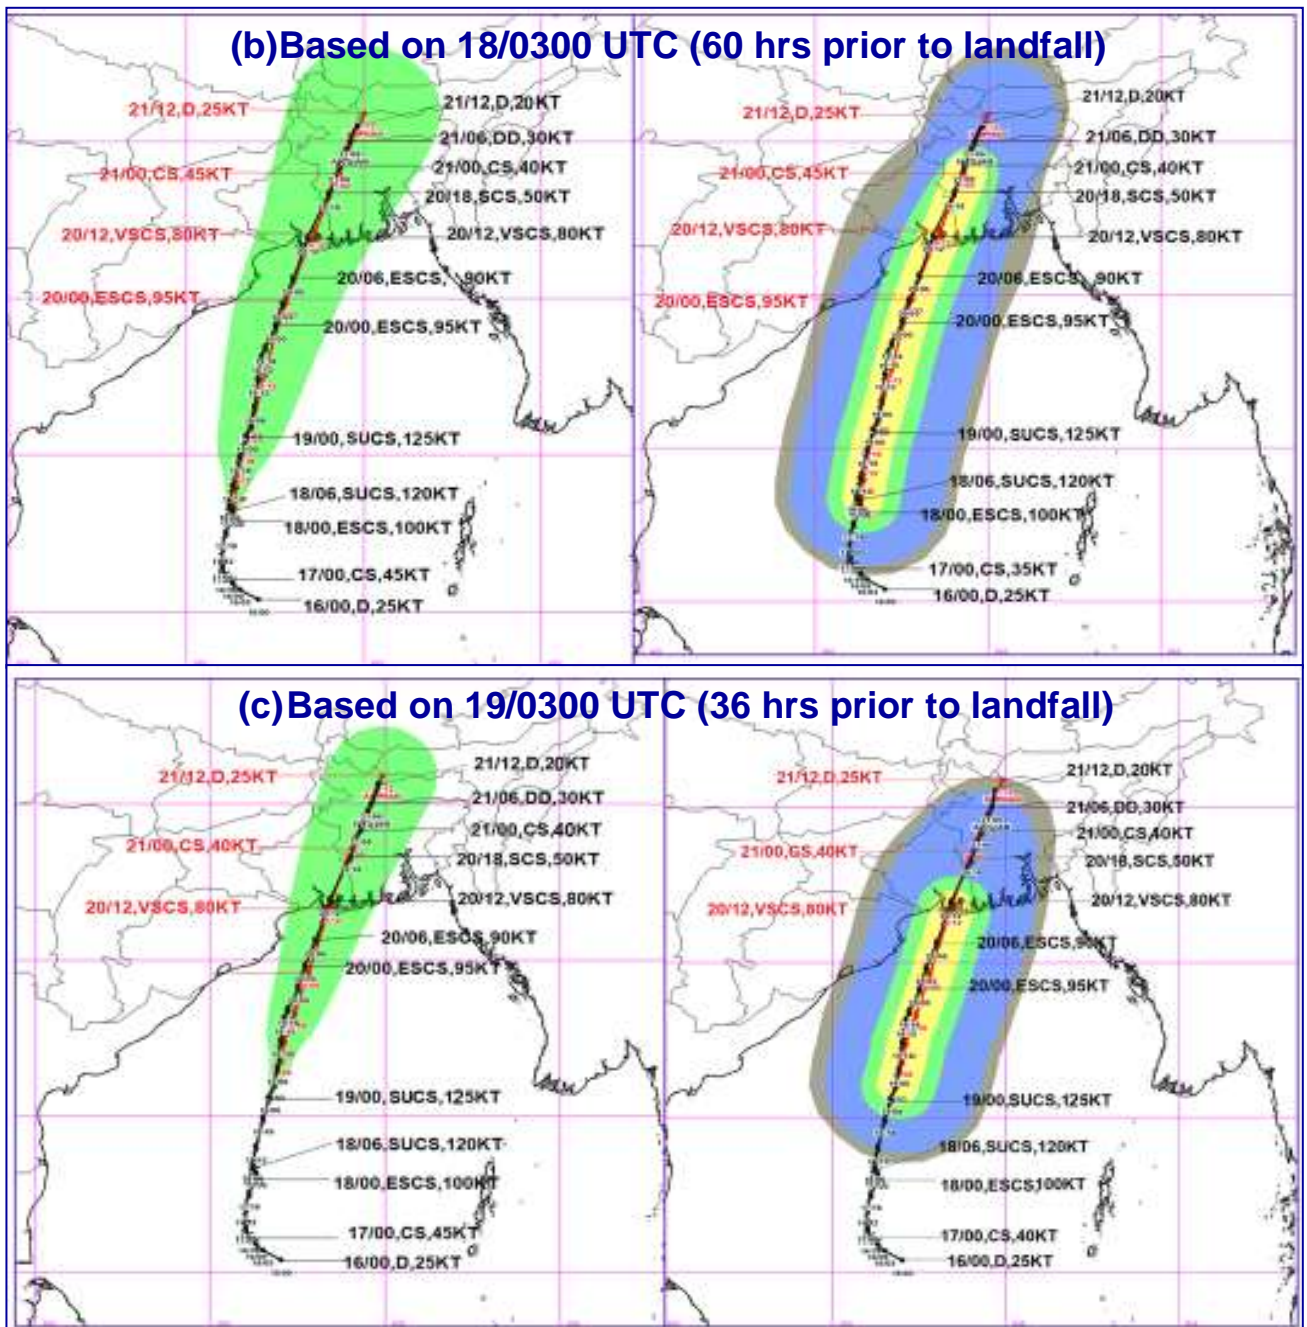 (b)Based on 18/0300 UTC (60 hrs prior to landfall)
21/12,D,25KT
21/12,D,20KT
21/06,DD,30KT
21/00,CS,45KT
21/00,CS,40KT
20/18,SCS,50KT
20/12,VSCS,80KT
20/12,VSCS,80KT
20/06,ESCS, 90KT
20/00,ESCS,95KT
20/00,ESCS,95KT
19/00,SUCS,125KT
18/06,SUCS,120KT
18/00,ESCS,100KT
17/00,CS,45KT
16/00,D,25KT
21/12,D,25KT
21/12,D,20KT
21/06,DD,30KT
21/00,CS,45KT
21/00,CS,40KT
20/18,SCS,50KT
20/12,VSCS,80KT
20/12,VSCS,80KT
20/06,ESCS, 90KT
20/00,ESCS,95KT
20/00,ESCS,95KT
19/00,SUCS,125KT
18/06,SUCS,120KT
18/00,ESCS,100KT
17/00,CS,35KT
16/00,D,25KT
(c)Based on 19/0300 UTC (36 hrs prior to landfall)
21/12,D,25KT
21/12,D,20KT
21/06,DD,30KT
21/00,CS,40KT
21/00,CS,40KT
20/18,SCS,50KT
20/12,VSCS,80KT
20/12,VSCS,80KT
20/06,ESCS,90KT
20/00,ESCS,95KT
19/00,SUCS,125KT
18/06,SUCS,120KT
18/00,ESCS,100KT
17/00,CS,45KT
16/00,D,25KT
21/12,D,25KT
21/12,D,20KT
21/06,DD,30KT
21/00,CS,40KT
21/00,CS,40KT
20/18,SCS,50KT
20/12,VSCS,80KT
20/12,VSCS,80KT
20/06,ESCS,90KT
20/00,ESCS,95KT
19/00,SUCS,125KT
18/06,SUCS,120KT
18/00,ESCS,100KT
17/00,CS,40KT
16/00,D,25KT